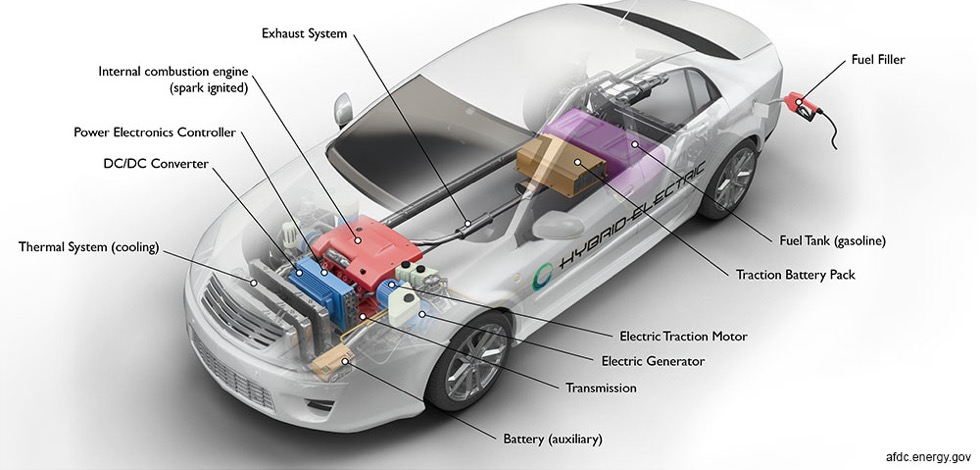 Exhaust System
Fuel Filler
Internal combustion engine
(spark ignited)
Power Electronics Controller
DC/DC Converter
Thermal System (cooling)
HYBRID-ELECTRIC
Fuel Tank (gasoline)
Traction Battery Pack
Electric Traction Motor
Electric Generator
Transmission
Battery (auxiliary)
afdc.energy.gov